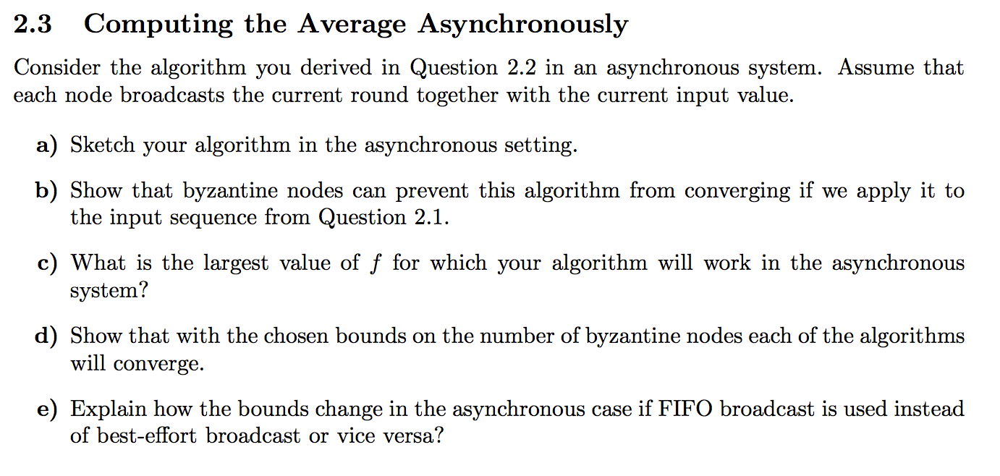 2.3 Computing the Average Asynchronously
Consider the algorithm you derived in Question 2.2 in an asynchronous system. Assume that
each node broadcasts the current round together with the current input value.
a) Sketch your algorithm in the asynchronous setting.
b) Show that byzantine nodes can prevent this algorithm from converging if we apply it to
the input sequence from Question 2.1.
c) What is the largest value of f for which your algorithm will work in the asynchronous
system?
d) Show that with the chosen bounds on the number of byzantine nodes each of the algorithms
will converge.
e) Explain how the bounds change in the asynchronous case if FIFO broadcast is used instead
of best-effort broadcast or vice versa?